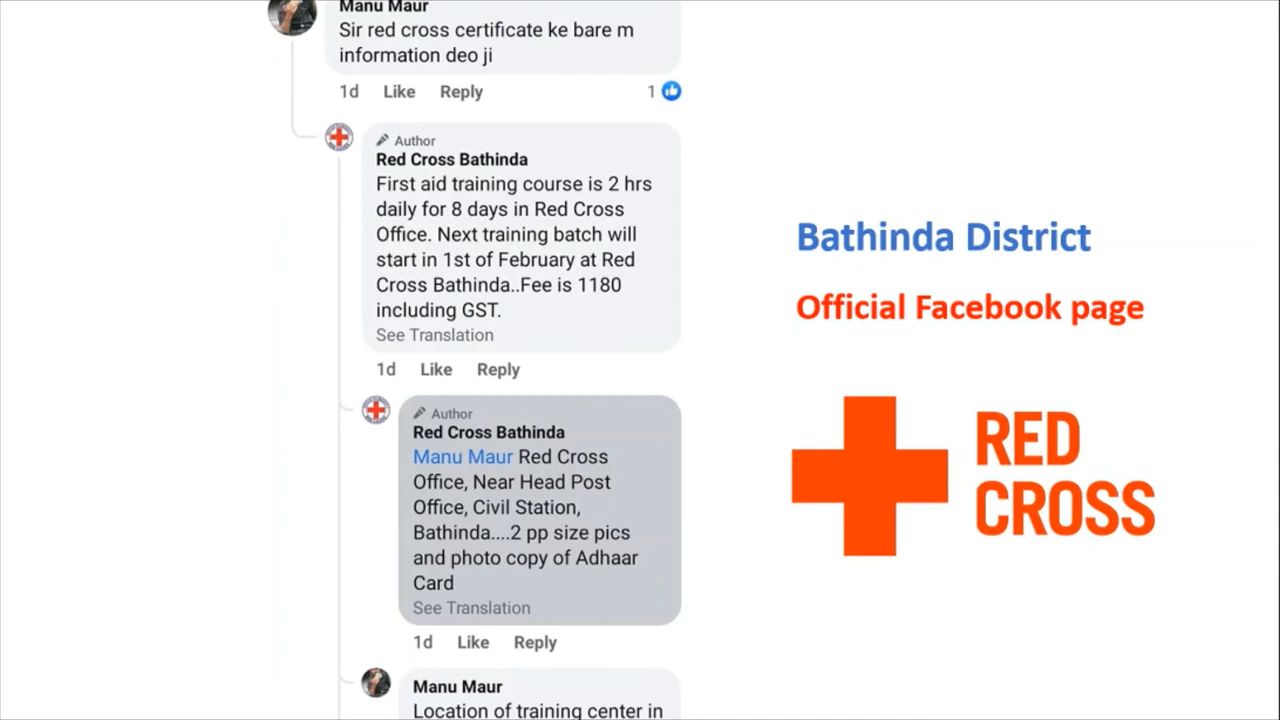 Manu Maur
Sir red cross certificate ke bare m
information deo ji
1d Like Reply 1
Author
Red Cross Bathinda
First aid training course is 2 hrs
daily for 8 days in Red Cross
Office. Next training batch will
start in 1st of February at Red
Cross Bathinda..Fee is 1180
including GST.
See Translation
1d Like Reply
Author
Red Cross Bathinda
Manu Maur Red Cross
Office, Near Head Post
Office, Civil Station,
Bathinda....2 pp size pics
and photo copy of Adhaar
Card
See Translation
1d Like Reply
Manu Maur
Location of training center in
Bathinda District
Official Facebook page
RED
CROSS